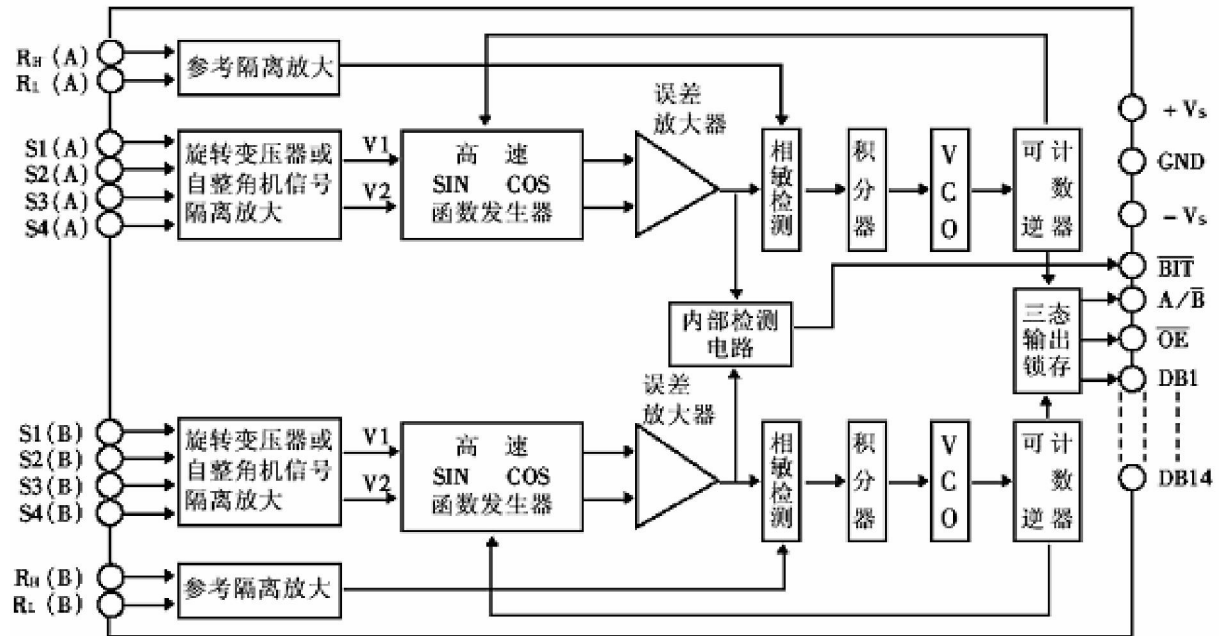 R_H (A)
R_L (A)
参考隔离放大
S1(A)
S2(A)
S3(A)
S4(A)
旋转变压器或
自整角机信号
隔离放大
V1
V2
高 速
SIN COS
函数发生器
误差
放大器
相敏检测
积分器
VCO
可逆
计数器
+Vs
GND
-Vs
B̅I̅T̅
A/B̅
O̅E̅
DB1
DB14
三态
输出
锁存
内部检测
电路
S1(B)
S2(B)
S3(B)
S4(B)
旋转变压器或
自整角机信号
隔离放大
V1
V2
高 速
SIN COS
函数发生器
误差
放大器
相敏检测
积分器
VCO
可逆
计数器
R_H (B)
R_L (B)
参考隔离放大